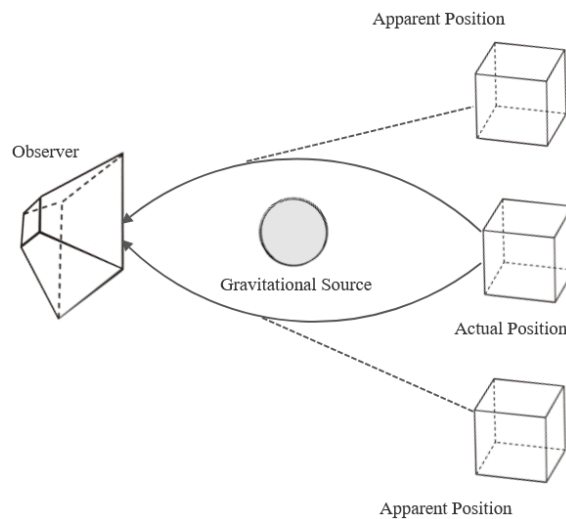 Apparent Position
Observer
Gravitational Source
Actual Position
Apparent Position